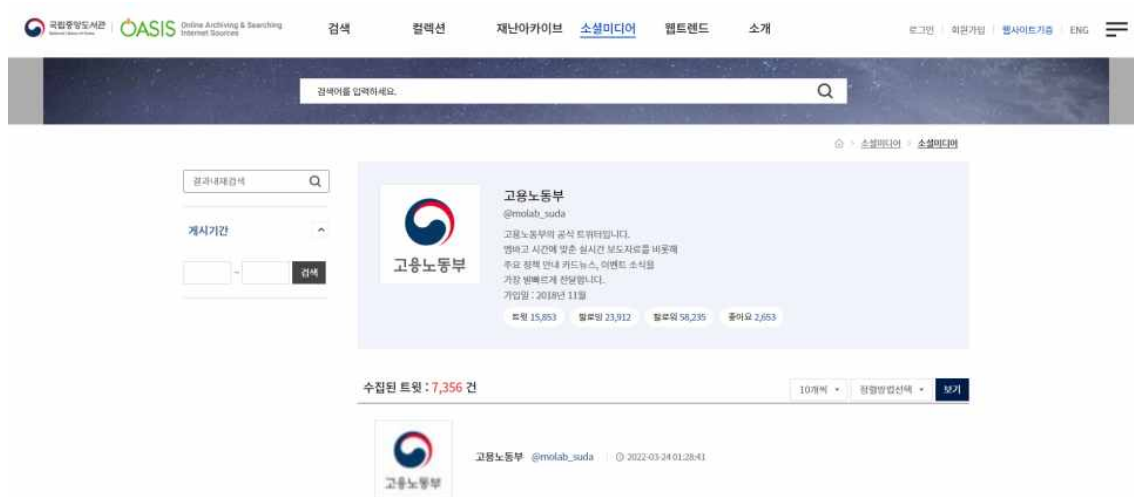 국립중앙도서관 OASIS Online Archiving & Searching Internet Sources
검색 컬렉션 재난아카이브 소셜미디어 웹트렌드 소개
로그인 회원가입 웹사이트기증 ENG
검색어를 입력하세요.
소셜미디어 > 소셜미디어
결과내재검색
게시기간
~ 검색
고용노동부
고용노동부
@molab_suda
고용노동부의 공식 트위터입니다.
엠바고 시간에 맞춘 실시간 보도자료를 비롯해
주요 정책 안내 카드뉴스, 이벤트 소식을
가장 발빠르게 전달합니다.
가입일 : 2018년 11월
트윗 15,853 팔로잉 23,912 팔로워 58,235 좋아요 2,653
수집된 트윗 : 7,356 건
10개씩 정렬방법선택 보기
고용노동부 @molab_suda 2022-03-24 01:28:41
고용노동부